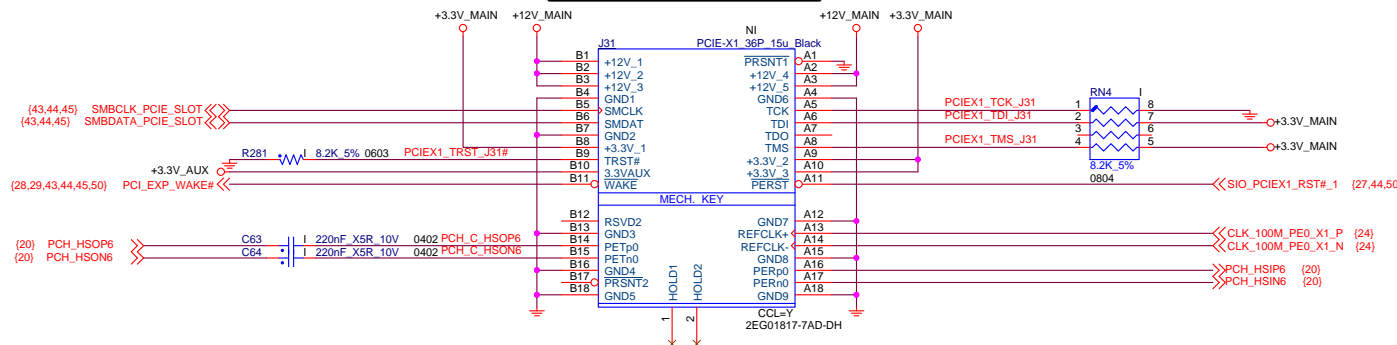 +3.3V_MAIN +12V_MAIN +12V_MAIN +3.3V_MAIN
NI
J31 PCIE-X1_36P_15u_Black
B1 +12V_1 PRSNT1 A1
B2 +12V_2 +12V_4 A2
B3 +12V_3 +12V_5 A3
B4 GND1 GND6 A4
{43,44,45} SMBCLK_PCIE_SLOT B5 SMCLK TCK A5 PCIEX1_TCK_J31
{43,44,45} SMBDATA_PCIE_SLOT B6 SMDAT TDI A6 PCIEX1_TDI_J31
B7 GND2 TDO A7
B8 +3.3V_1 TMS A8 PCIEX1_TMS_J31
R281 I 8.2K_5% 0603 PCIEX1_TRST_J31# B9 TRST# +3.3V_2 A9
+3.3V_AUX B10 3.3VAUX +3.3V_3 A10
{28,29,43,44,45,50} PCI_EXP_WAKE# B11 WAKE PERST A11 SIO_PCIEX1_RST#_1 {27,44,50
RN4 I
1 8
2 7 +3.3V_MAIN
3 6
4 5 +3.3V_MAIN
8.2K_5%
0804
MECH. KEY
B12 RSVD2 GND7 A12
B13 GND3 REFCLK+ A13 CLK_100M_PE0_X1_P {24}
{20} PCH_HSOP6 C63 I 220nF_X5R_10V 0402 PCH_C_HSOP6 B14 PETp0 REFCLK- A14 CLK_100M_PE0_X1_N {24}
{20} PCH_HSON6 C64 I 220nF_X5R_10V 0402 PCH_C_HSON6 B15 PETn0 GND8 A15
B16 GND4 PERp0 A16 PCH_HSIP6 {20}
B17 PRSNT2 PERn0 A17 PCH_HSIN6 {20}
B18 GND5 GND9 A18
HOLD1 HOLD2
1 2
CCL=Y
2EG01817-7AD-DH